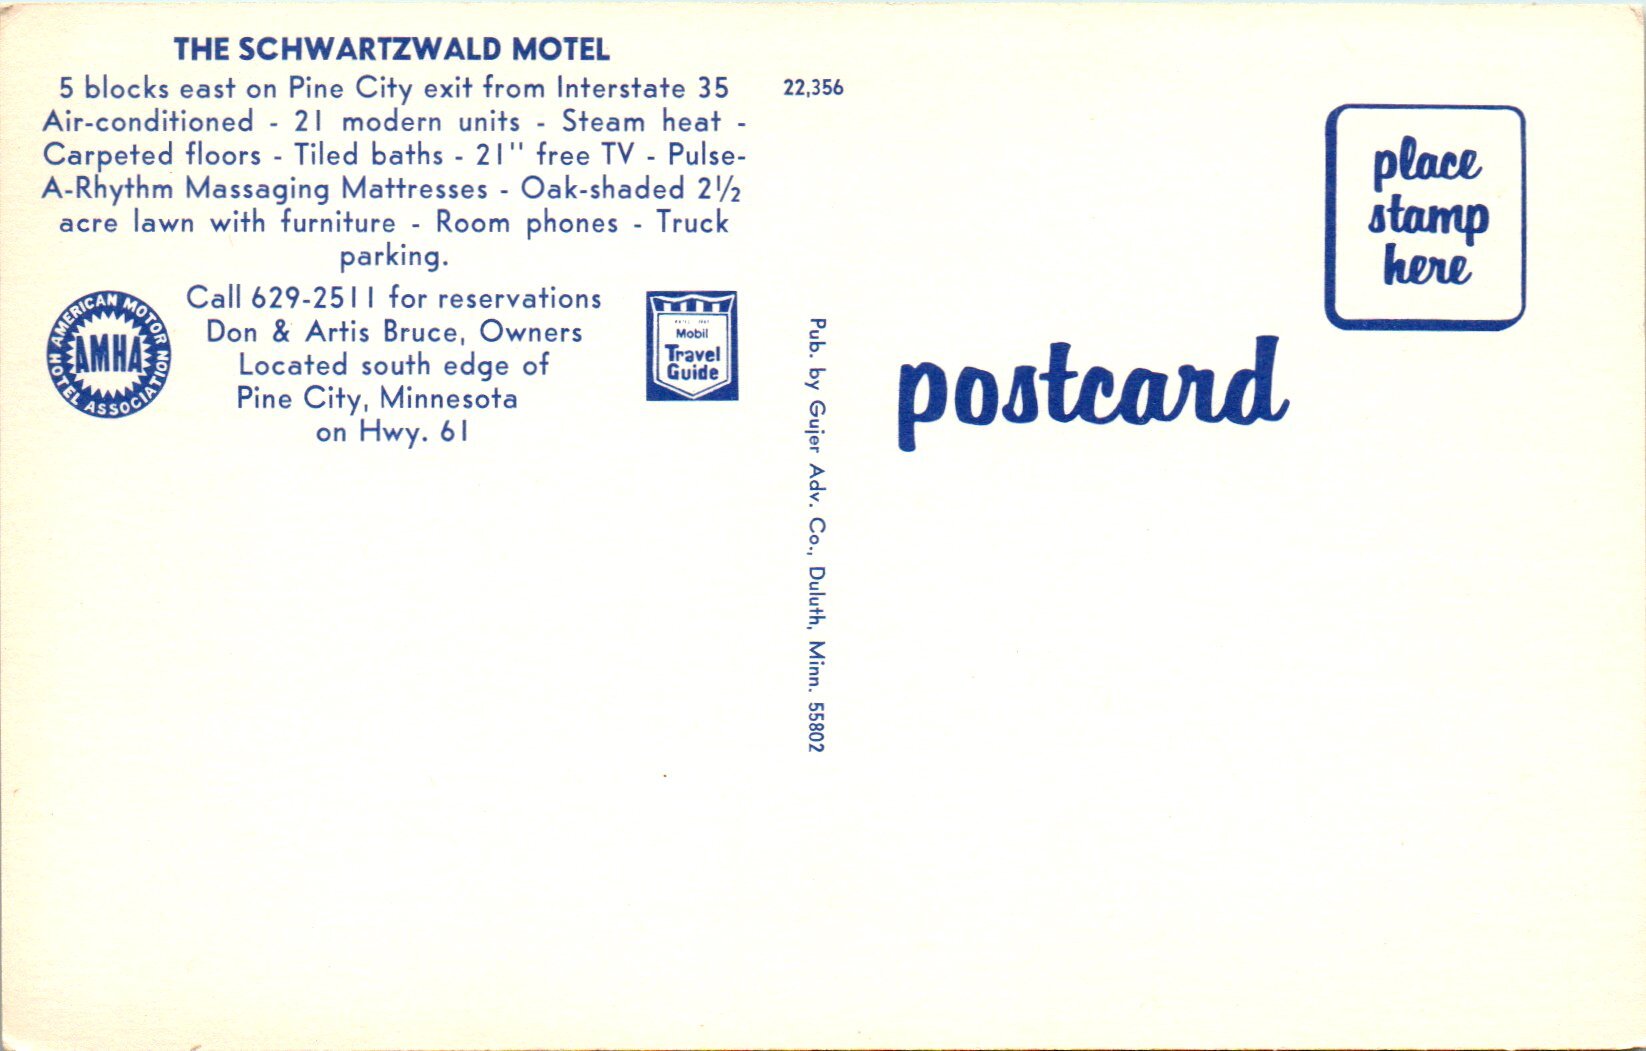 THE SCHWARTZWALD MOTEL
5 blocks east on Pine City exit from Interstate 35
Air-conditioned - 21 modern units - Steam heat -
Carpeted floors - Tiled baths - 21" free TV - Pulse-
A-Rhythm Massaging Mattresses - Oak-shaded 2½
acre lawn with furniture - Room phones - Truck
parking.
Call 629-2511 for reservations
Don & Artis Bruce, Owners
Located south edge of
Pine City, Minnesota
on Hwy. 61
AMERICAN MOTOR HOTEL ASSOCIATION
AMHA
Mobil
Travel
Guide
22,356
Pub. by Gujer Adv. Co., Duluth, Minn. 55802
postcard
place
stamp
here